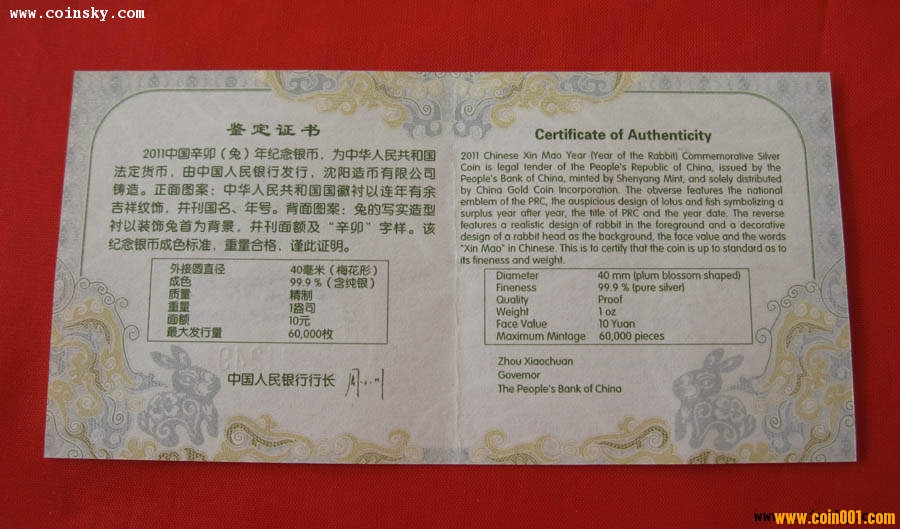 www.coinsky.com
鉴定证书
2011中国辛卯（兔）年纪念银币，为中华人民共和国
法定货币，由中国人民银行发行，沈阳造币有限公司
铸造。正面图案：中华人民共和国国徽衬以连年有余
吉祥纹饰，并刊国名、年号。背面图案：兔的写实造型
衬以装饰兔首为背景，并刊面额及“辛卯”字样。该
纪念银币成色标准，重量合格，谨此证明。
外接圆直径 40毫米（梅花形）
成色 99.9%（含纯银）
质量 精制
重量 1盎司
面额 10元
最大发行量 60,000枚
中国人民银行行长
Certificate of Authenticity
2011 Chinese Xin Mao Year (Year of the Rabbit) Commemorative Silver
Coin is legal tender of the People's Republic of China, issued by the
People's Bank of China, minted by Shenyang Mint, and solely distributed
by China Gold Coin Incorporation. The obverse features the national
emblem of the PRC, the auspicious design of lotus and fish symbolizing a
surplus year after year, the title of PRC and the year date. The reverse
features a realistic design of rabbit in the foreground and a decorative
design of a rabbit head as the background, the face value and the words
"Xin Mao" in Chinese. This is to certify that the coin is up to standard as to
its fineness and weight.
Diameter 40 mm (plum blossom shaped)
Fineness 99.9 % (pure silver)
Quality Proof
Weight 1 oz
Face Value 10 Yuan
Maximum Mintage 60,000 pieces
Zhou Xiaochuan
Governor
The People's Bank of China
www.coin001.com